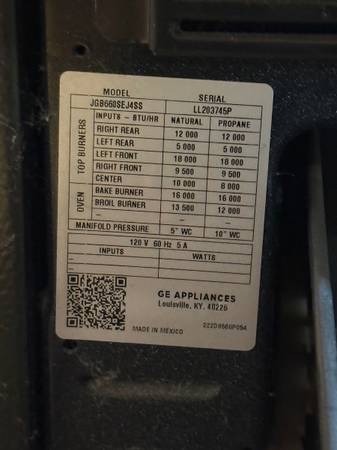 MODEL SERIAL
JGB660SEJ4SS LL203745P
INPUTS - BTU/HR NATURAL PROPANE
TOP BURNERS
RIGHT REAR 12 000 12 000
LEFT REAR 5 000 5 000
LEFT FRONT 18 000 18 000
RIGHT FRONT 9 500 9 500
CENTER 10 000 8 000
OVEN
BAKE BURNER 16 000 16 000
BROIL BURNER 13 500 12 000
– – –
MANIFOLD PRESSURE 5" WC 10" WC
120 V 60 Hz 5 A
INPUTS WATTS
– –
–
GE APPLIANCES
Louisville, KY. 40225
MADE IN MEXICO